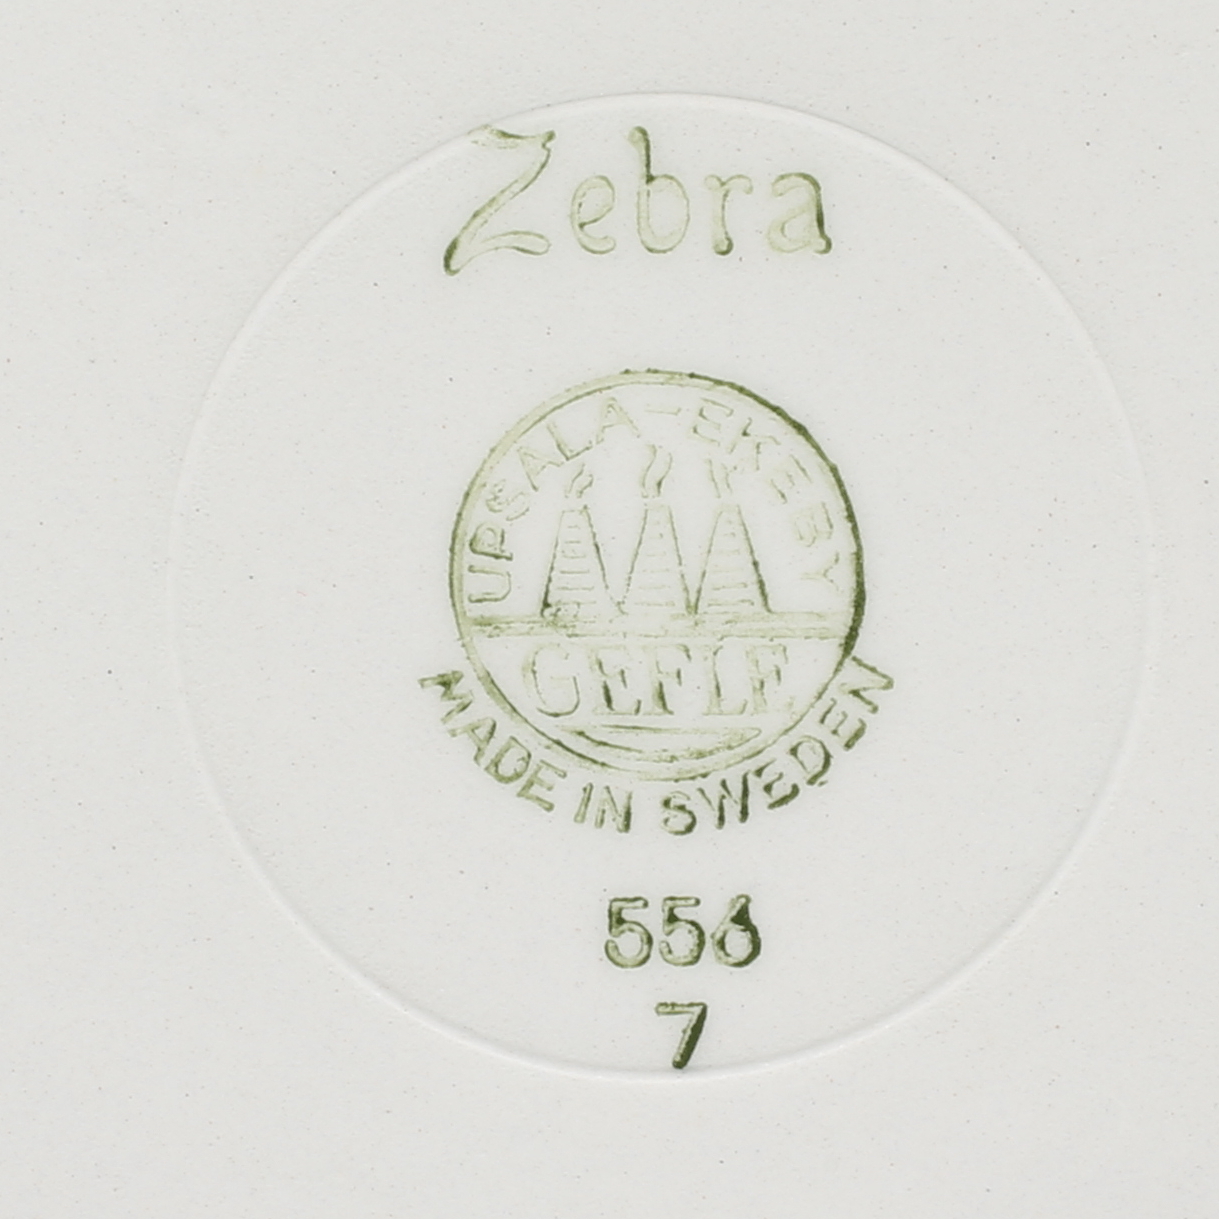 Zebra
UPSALA-EKEBY
GEFLE
MADE IN SWEDEN
556
7